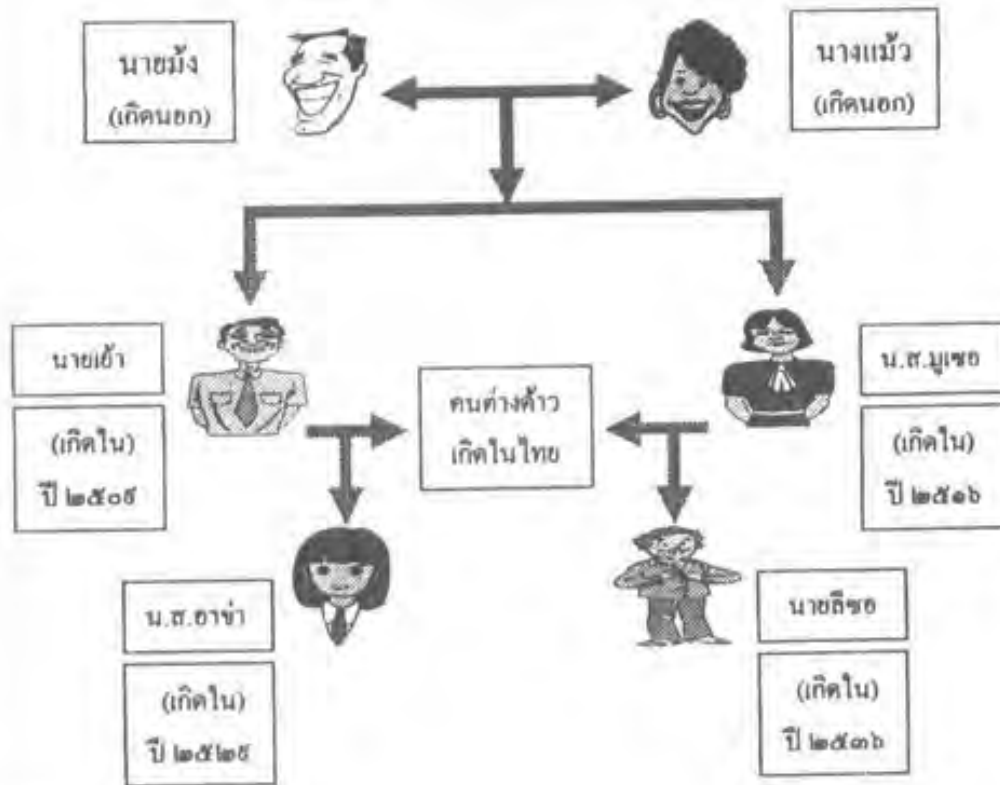 นายม้ง
(เกิดนอก)
นางแม้ว
(เกิดนอก)
นายเย้า
(เกิดใน)
ปี ๒๕๐๙
คนต่างด้าว
เกิดในไทย
น.ส.มูเซอ
(เกิดใน)
ปี ๒๕๑๖
น.ส.อาข่า
(เกิดใน)
ปี ๒๕๒๙
นายลีซอ
(เกิดใน)
ปี ๒๕๓๖